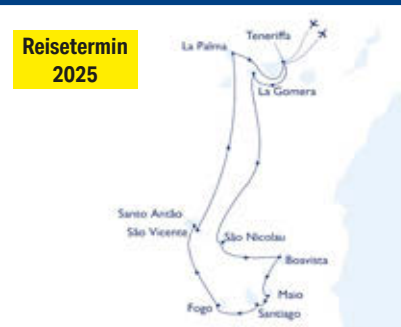 Reisetermin
2025
Teneriffa
La Palma
La Gomera
Santo Antão
São Vicente
São Nicolau
Boavista
Maio
Fogo
Santiago